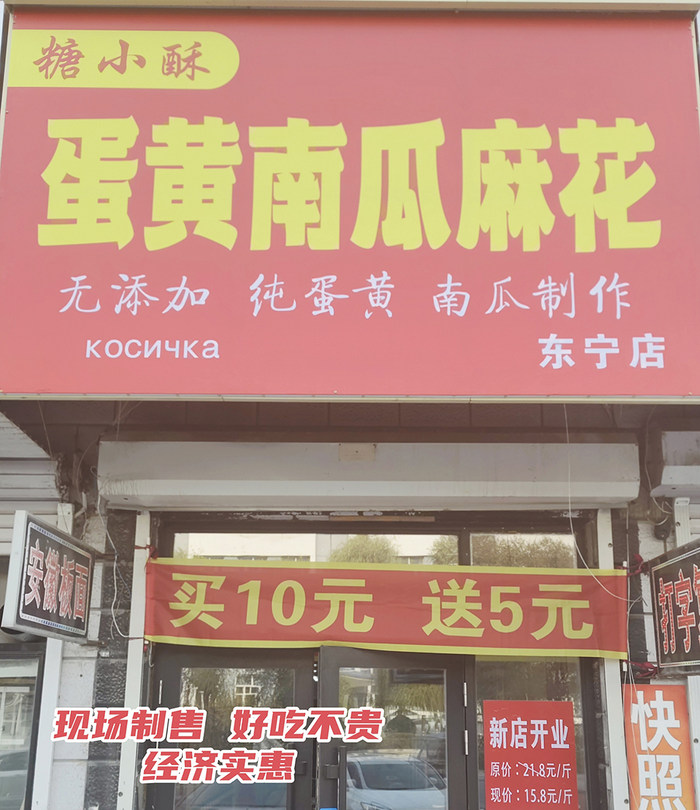 糖小酥
蛋黄南瓜麻花
无添加 纯蛋黄 南瓜制作
косичка
东宁店
安徽板面
买10元 送5元
打字
现场制售 好吃不贵
经济实惠
新店开业
原价：21.8元/斤
现价：15.8元/斤
快照